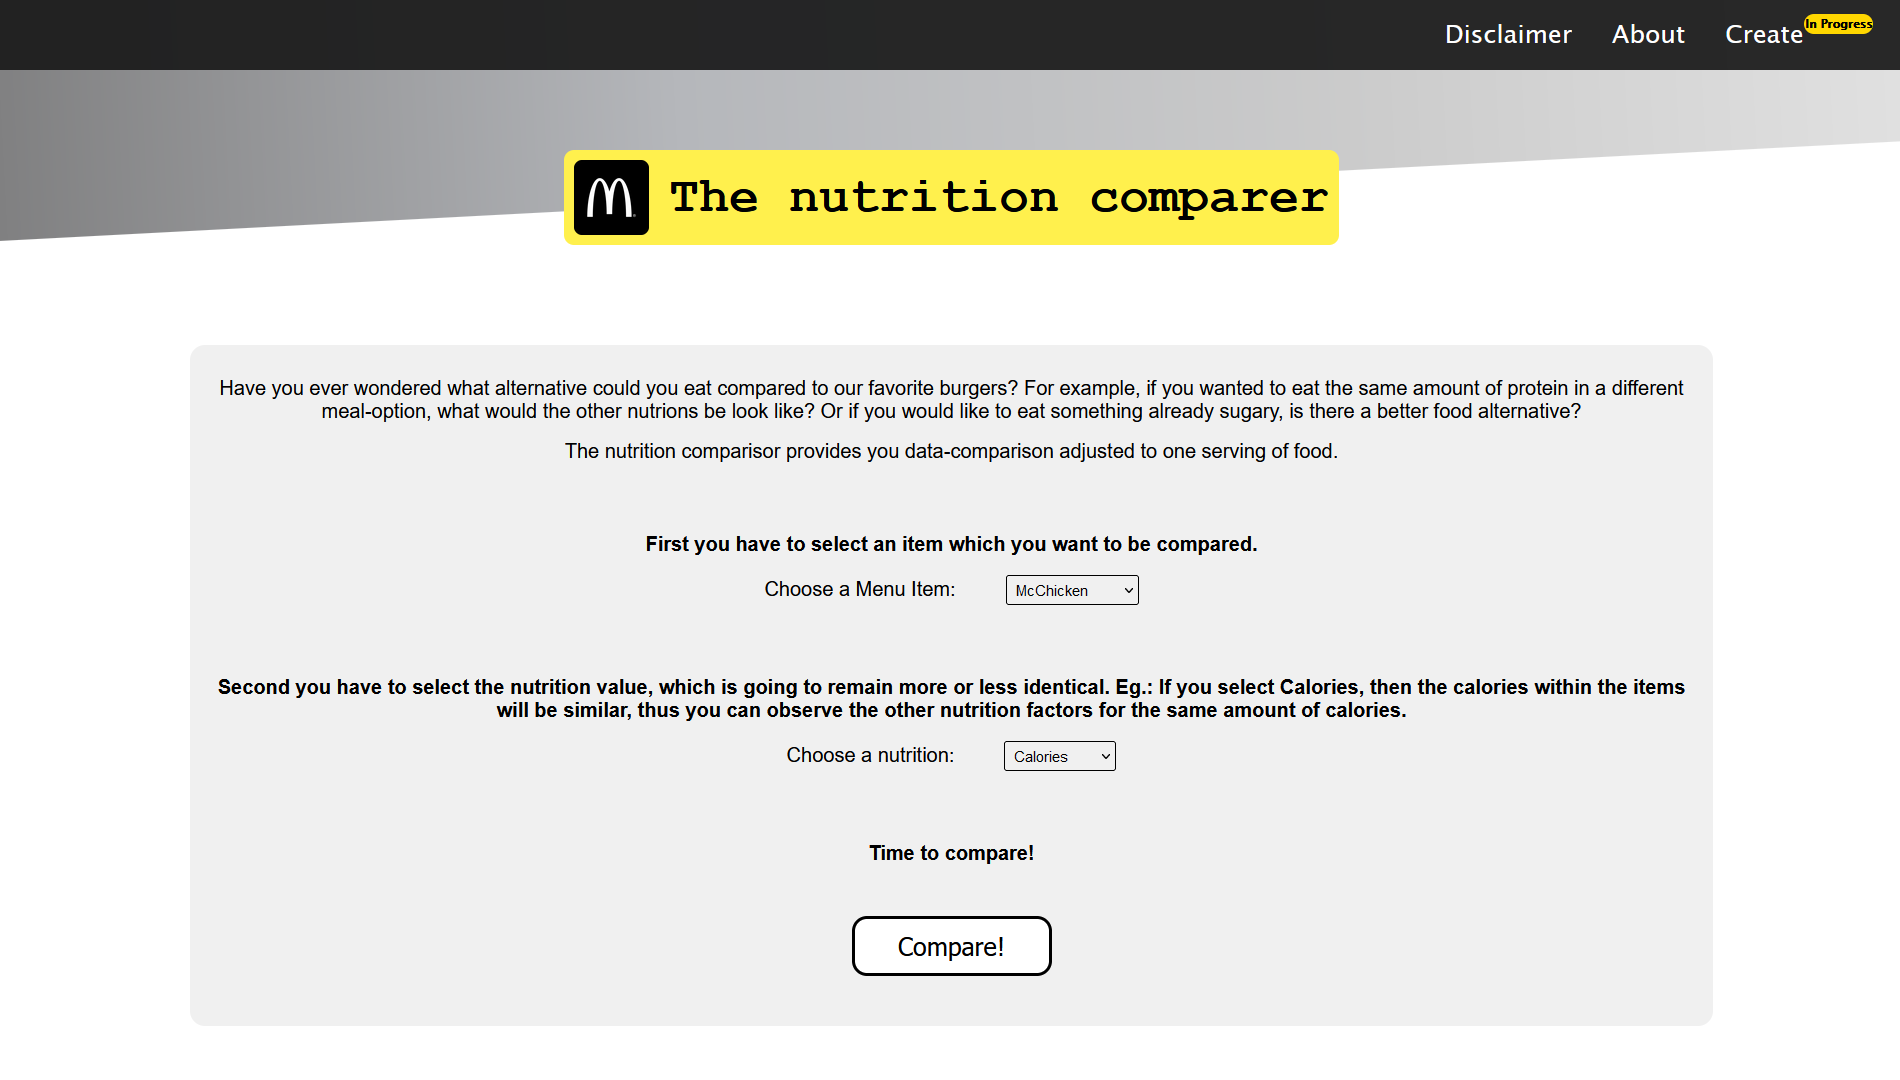 Disclaimer About Create In Progress
The nutrition comparer
Have you ever wondered what alternative could you eat compared to our favorite burgers? For example, if you wanted to eat the same amount of protein in a different
meal-option, what would the other nutrions be look like? Or if you would like to eat something already sugary, is there a better food alternative?
The nutrition comparisor provides you data-comparison adjusted to one serving of food.
First you have to select an item which you want to be compared.
Choose a Menu Item: McChicken
Second you have to select the nutrition value, which is going to remain more or less identical. Eg.: If you select Calories, then the calories within the items
will be similar, thus you can observe the other nutrition factors for the same amount of calories.
Choose a nutrition: Calories
Time to compare!
Compare!